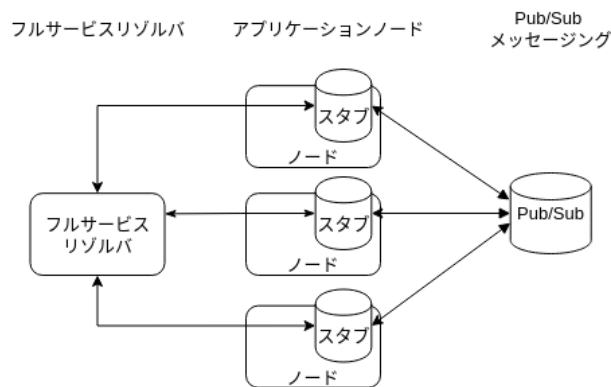 フルサービスリゾルバ
アプリケーションノード
Pub/Sub
メッセージング
スタブ
ノード
フルサービス
リゾルバ
スタブ
ノード
Pub/Sub
スタブ
ノード